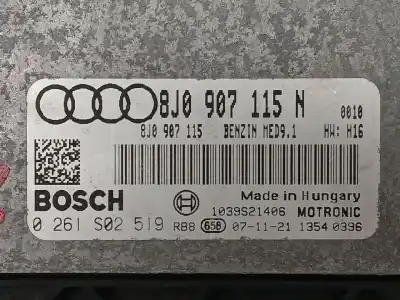 8J0 907 115 N 0010
8J0 907 115 BENZIN MED9.1 HW: H16
BOSCH Made in Hungary
1039S21406 MOTRONIC
0 261 S02 519 RB8 658 07-11-21 1354 0396